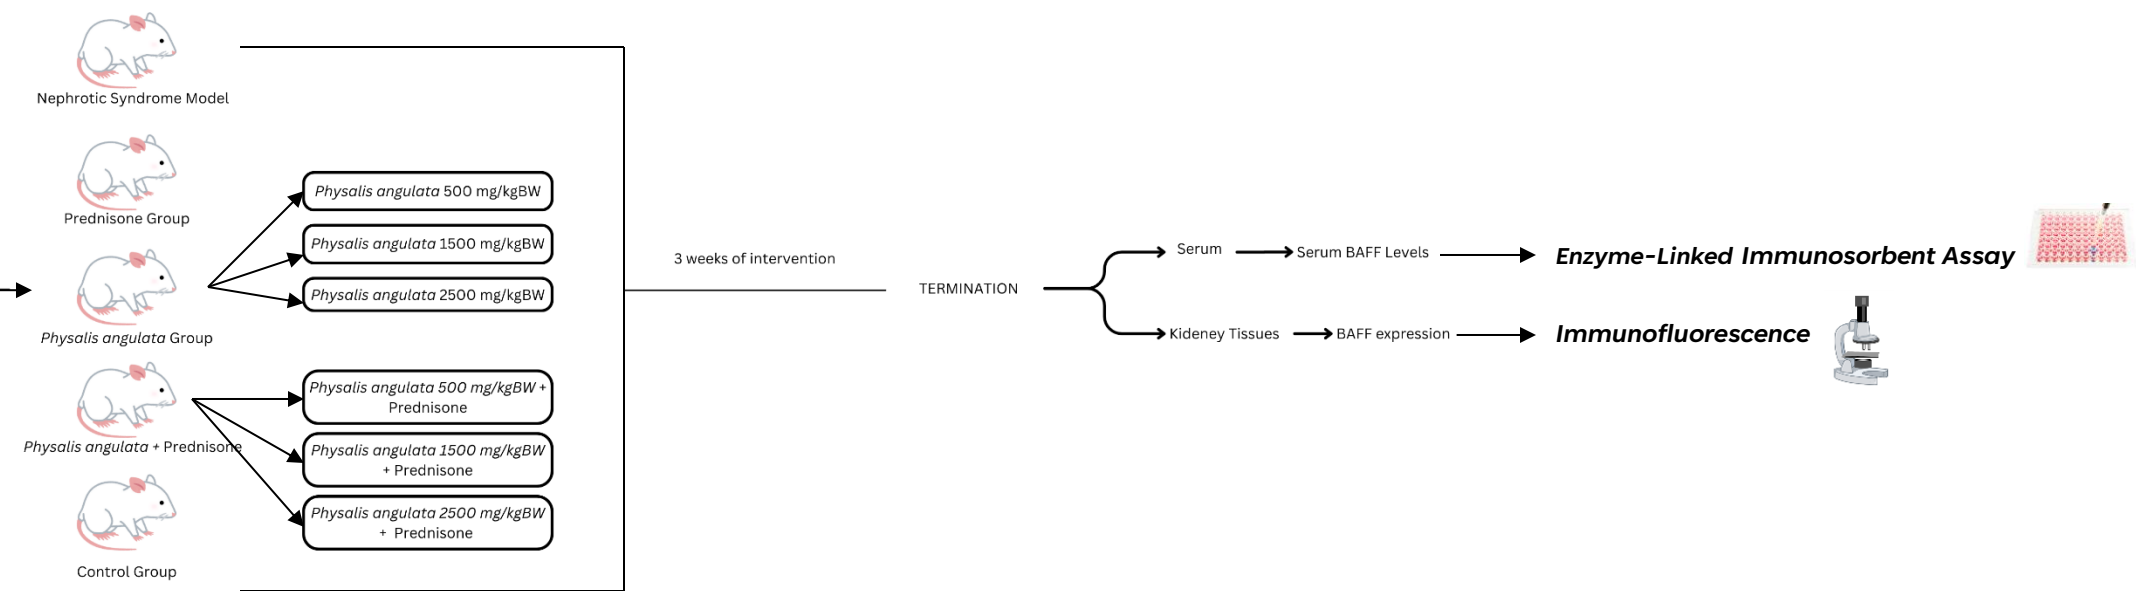 Nephrotic Syndrome Model
Prednisone Group
Physalis angulata Group
Physalis angulata + Prednisone
Control Group
Physalis angulata 500 mg/kgBW
Physalis angulata 1500 mg/kgBW
Physalis angulata 2500 mg/kgBW
Physalis angulata 500 mg/kgBW +
Prednisone
Physalis angulata 1500 mg/kgBW
+ Prednisone
Physalis angulata 2500 mg/kgBW
+ Prednisone
3 weeks of intervention
TERMINATION
Serum
Serum BAFF Levels
Enzyme-Linked Immunosorbent Assay
Kideney Tissues
BAFF expression
Immunofluorescence